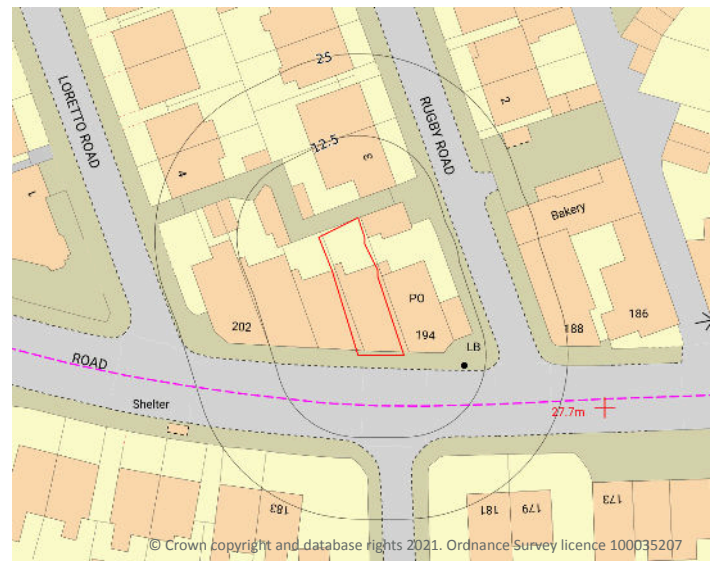 25
LORETTO ROAD
RUGBY ROAD
2
12.5
3
4
1
Bakery
PO
202
194
188
186
LB
ROAD
Shelter
27.7m
183
181
179
173
© Crown copyright and database rights 2021. Ordnance Survey licence 100035207